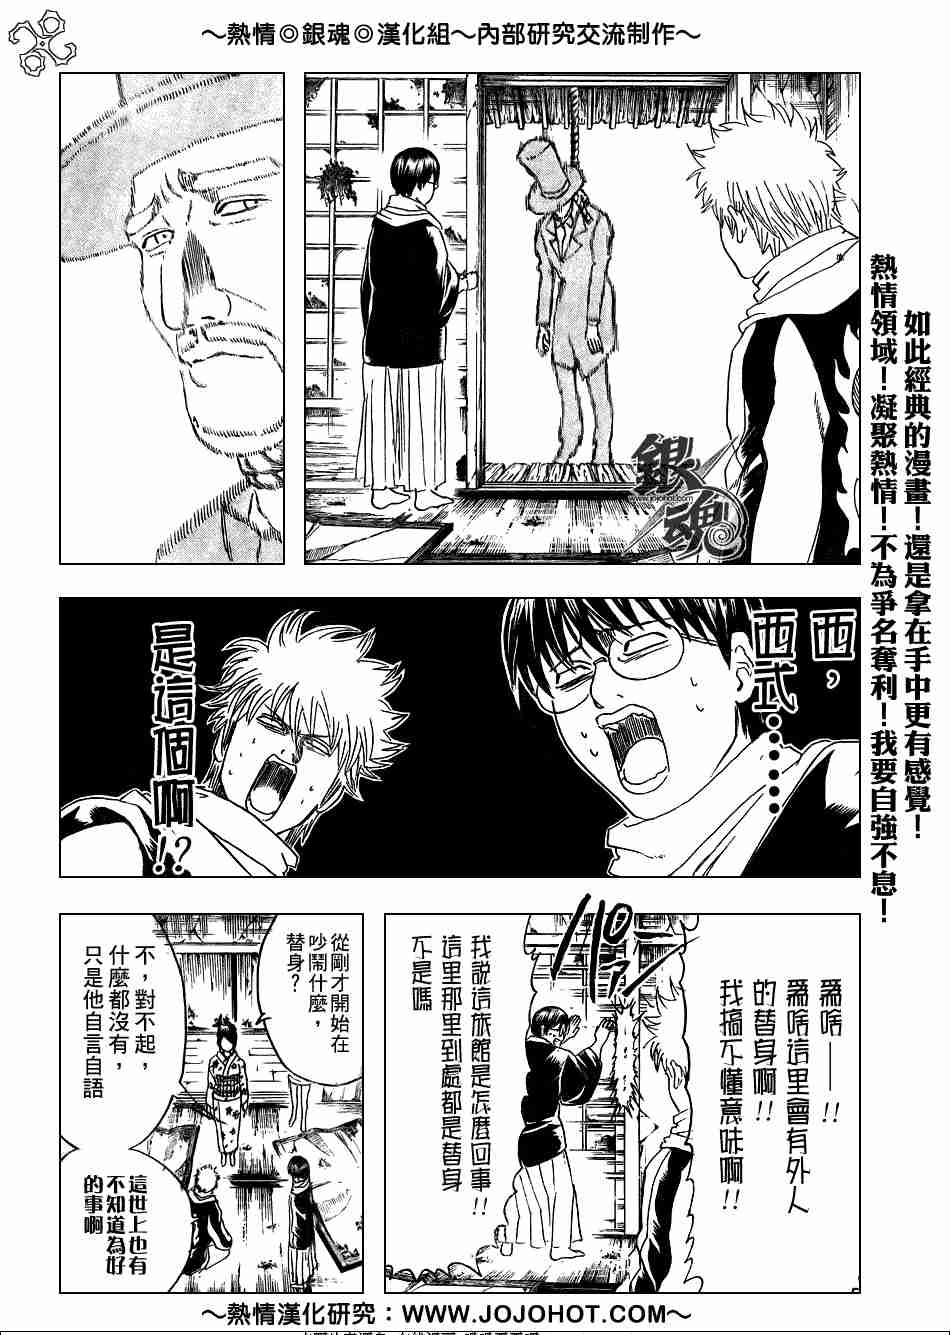 ～熱情◎銀魂◎漢化組～內部研究交流制作～
如此經典的漫畫！還是拿在手中更有感覺！
熱情領域！凝聚熱情！不為爭名奪利！我要自強不息！
銀魂
www.jojohot.com
西，
西式……
是這個啊!?
為啥——!!
為啥這里會有外人
的替身啊!!
我搞不懂意味啊!!
我説這旅館是怎麼回事!!
這里那里到處都是替身
不是嗎
從剛才開始在
吵鬧什麼，
替身？
不，對不起，
什麼都沒有，
只是他自言自語
這世上也有
不知道為好
的事啊
～熱情漢化研究：WWW.JOJOHOT.COM～